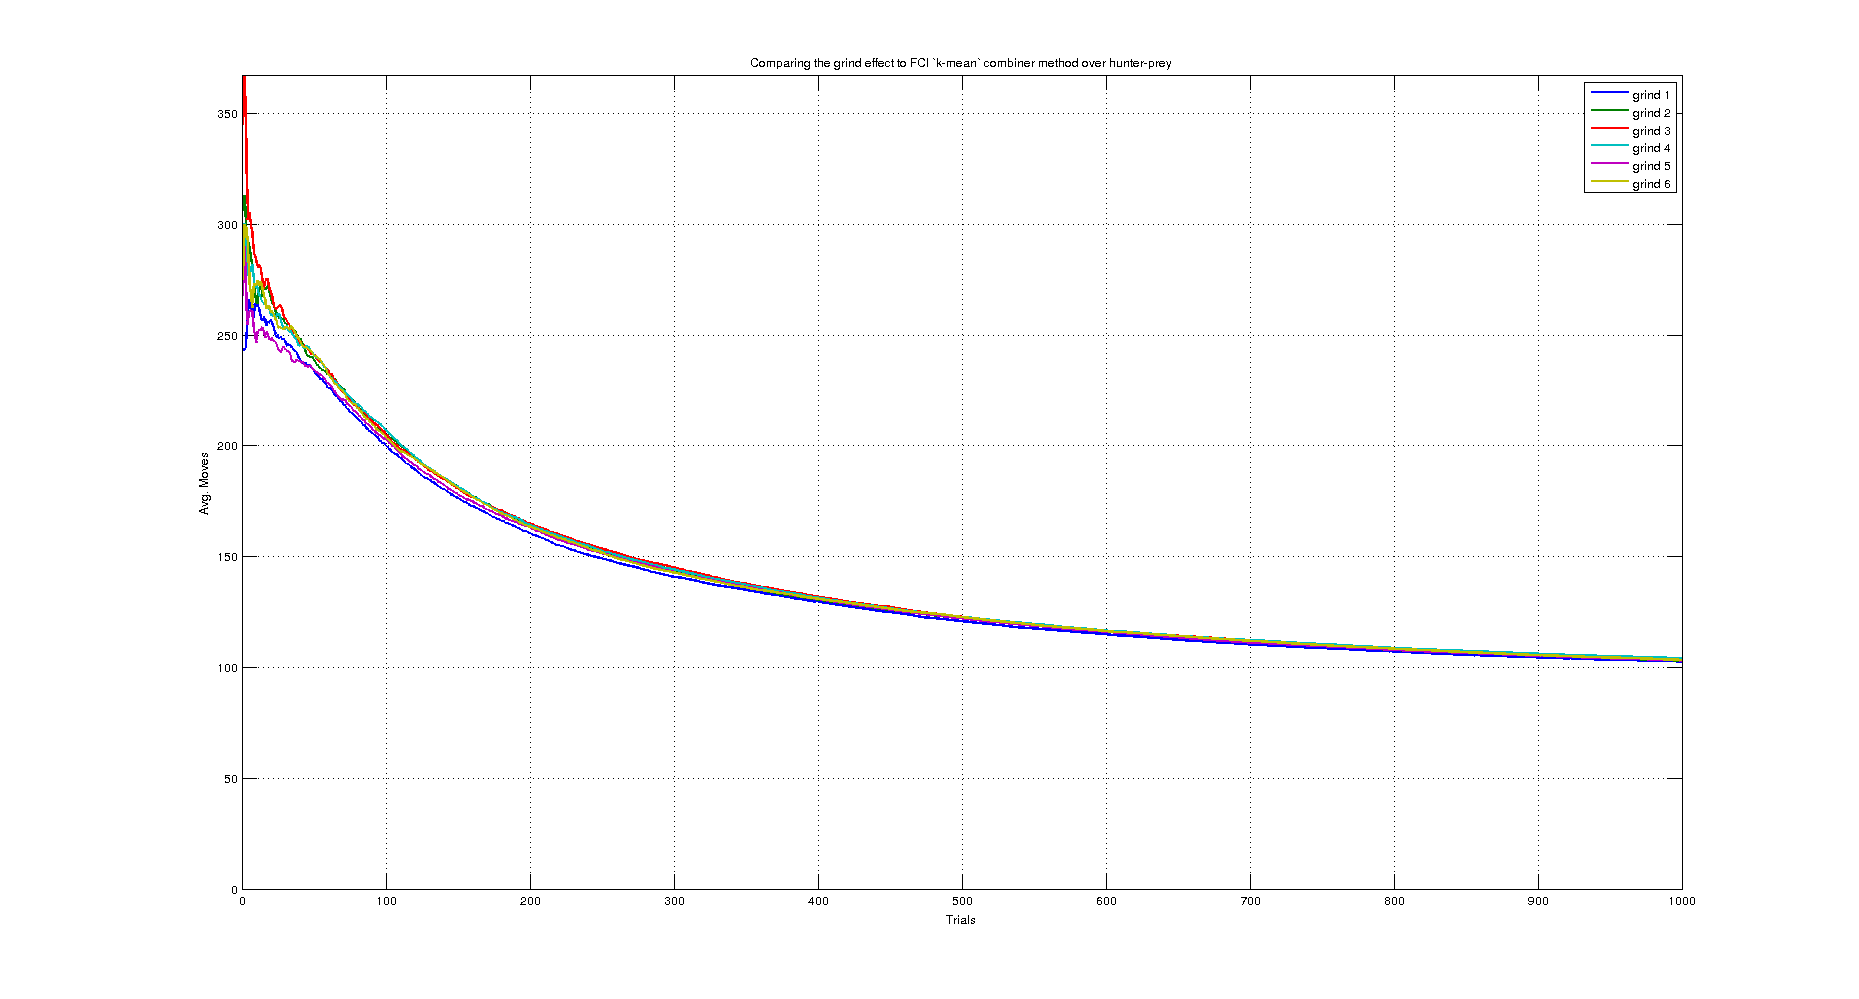 Comparing the grind effect to FCI `k-mean` combiner method over hunter-prey
grind 1
grind 2
grind 3
grind 4
grind 5
grind 6
350
300
250
200
150
100
50
0
Avg. Moves
0 100 200 300 400 500 600 700 800 900 1000
Trials